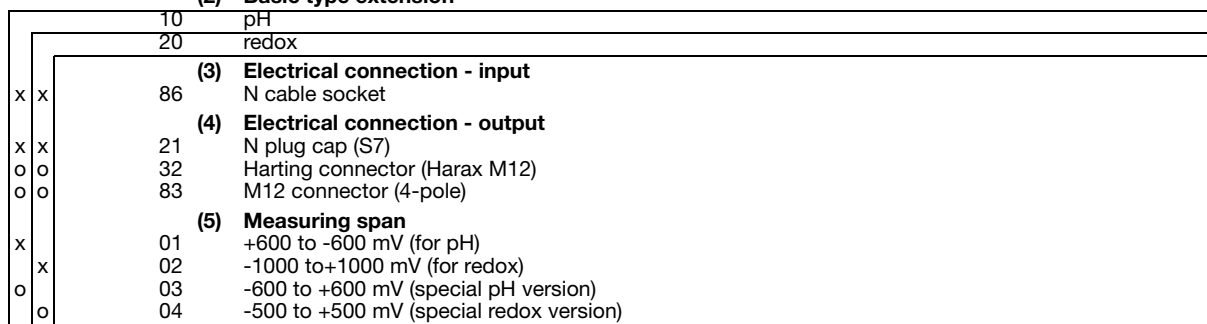 (2) Basic type extension
10 pH
20 redox
(3) Electrical connection - input
x x 86 N cable socket
(4) Electrical connection - output
x x 21 N plug cap (S7)
o o 32 Harting connector (Harax M12)
o o 83 M12 connector (4-pole)
(5) Measuring span
x 01 +600 to -600 mV (for pH)
x 02 -1000 to+1000 mV (for redox)
o 03 -600 to +600 mV (special pH version)
o 04 -500 to +500 mV (special redox version)